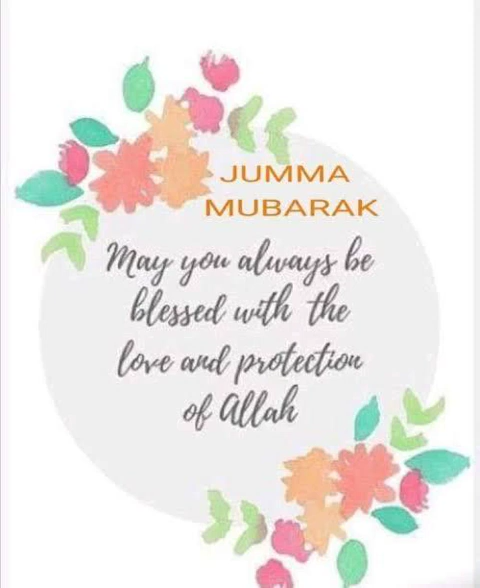 JUMMA
MUBARAK
May you always be
blessed with the
love and protection
of Allah